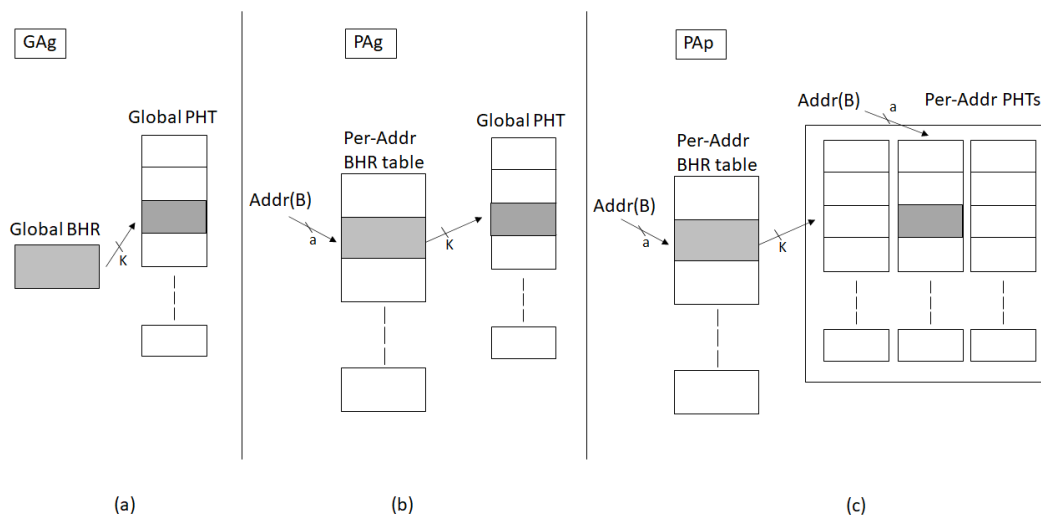 GAg
Global PHT
Global BHR
K
(a)
PAg
Per-Addr
BHR table
Global PHT
Addr(B)
a
K
(b)
PAp
Addr(B)
a
Per-Addr PHTs
Per-Addr
BHR table
Addr(B)
a
K
(c)